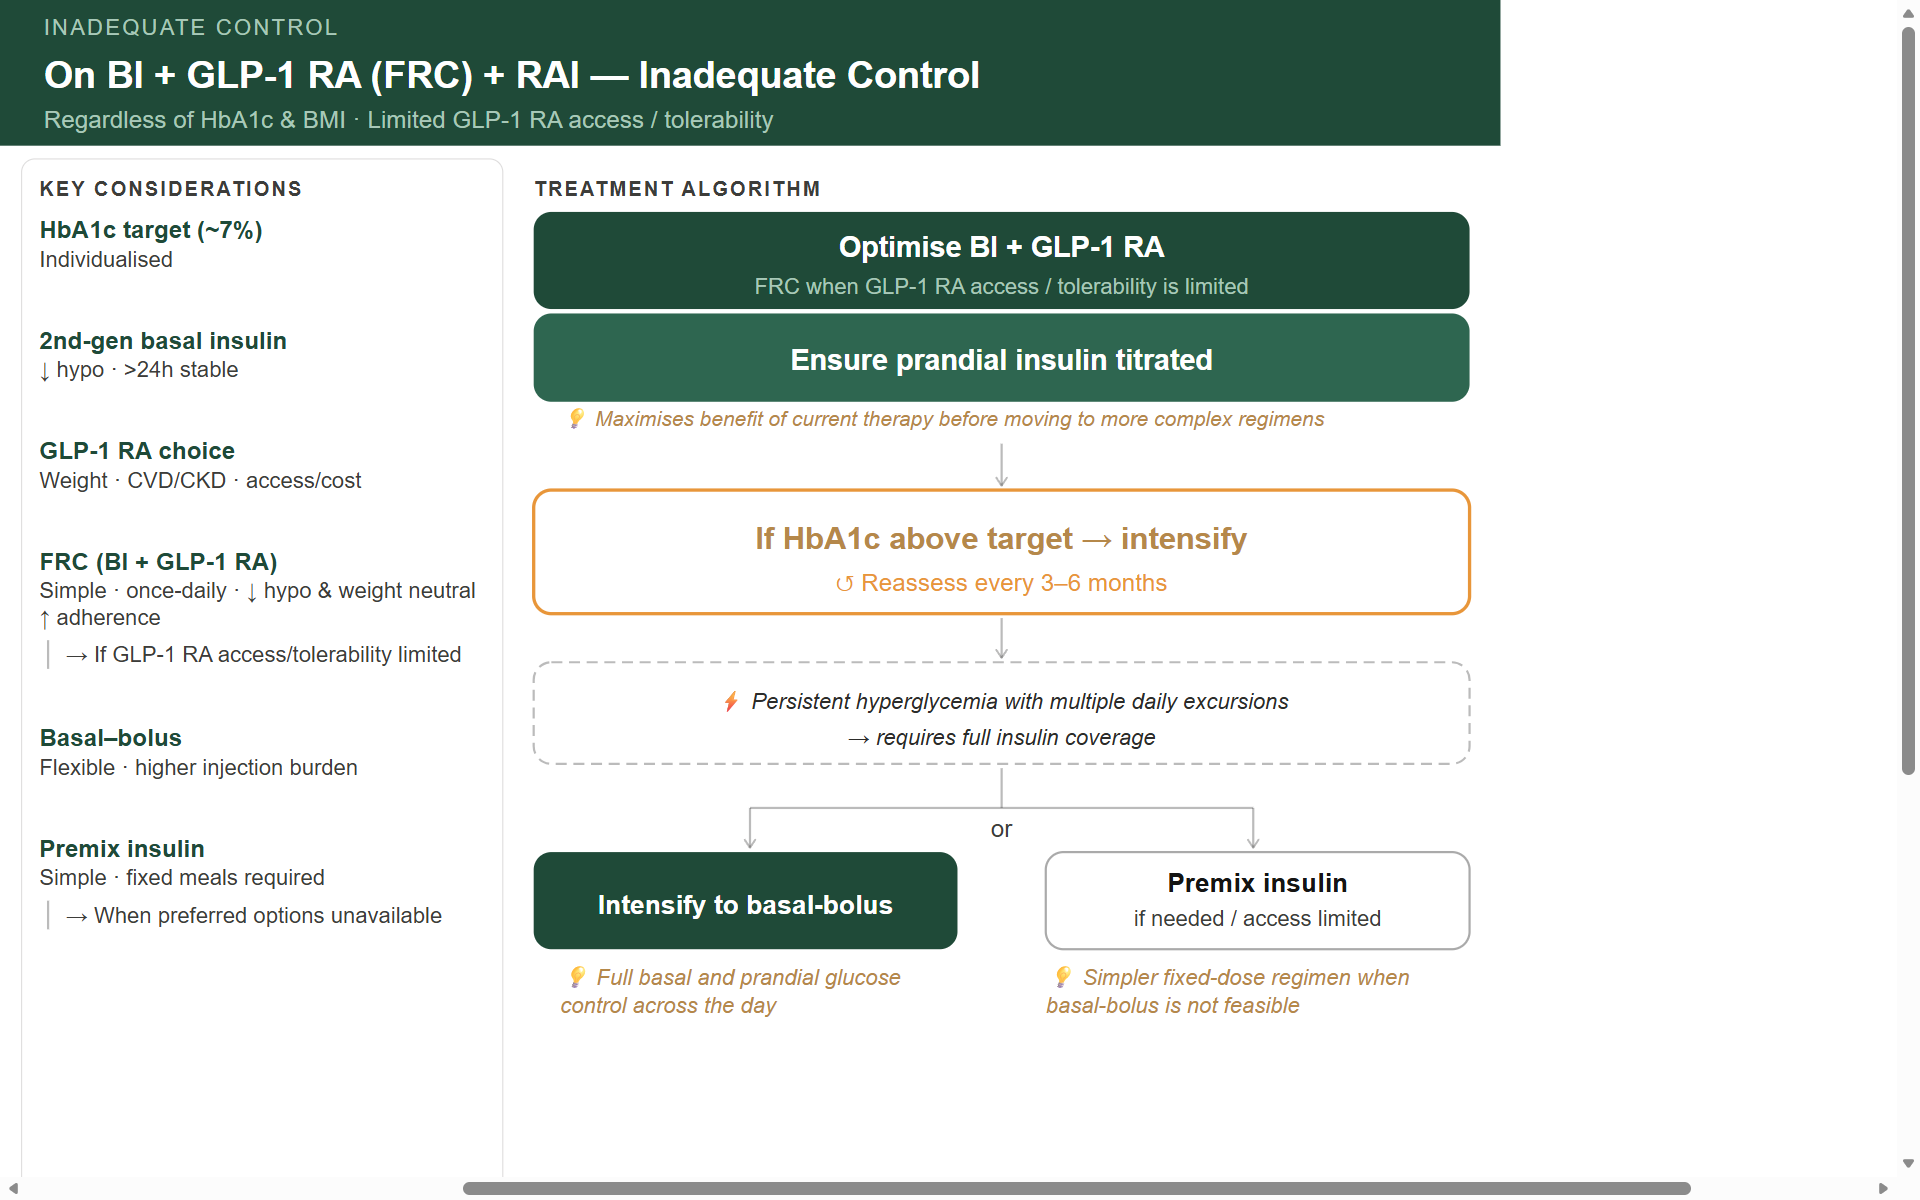 INADEQUATE CONTROL
On BI + GLP-1 RA (FRC) + RAI — Inadequate Control
Regardless of HbA1c & BMI · Limited GLP-1 RA access / tolerability
KEY CONSIDERATIONS
HbA1c target (~7%)
Individualised
2nd-gen basal insulin
↓ hypo · >24h stable
GLP-1 RA choice
Weight · CVD/CKD · access/cost
FRC (BI + GLP-1 RA)
Simple · once-daily · ↓ hypo & weight neutral
↑ adherence
→ If GLP-1 RA access/tolerability limited
Basal–bolus
Flexible · higher injection burden
Premix insulin
Simple · fixed meals required
→ When preferred options unavailable
TREATMENT ALGORITHM
Optimise BI + GLP-1 RA
FRC when GLP-1 RA access / tolerability is limited
Ensure prandial insulin titrated
💡 Maximises benefit of current therapy before moving to more complex regimens
If HbA1c above target → intensify
↺ Reassess every 3–6 months
⚡ Persistent hyperglycemia with multiple daily excursions
→ requires full insulin coverage
or
Intensify to basal-bolus
💡 Full basal and prandial glucose
control across the day
Premix insulin
if needed / access limited
💡 Simpler fixed-dose regimen when
basal-bolus is not feasible